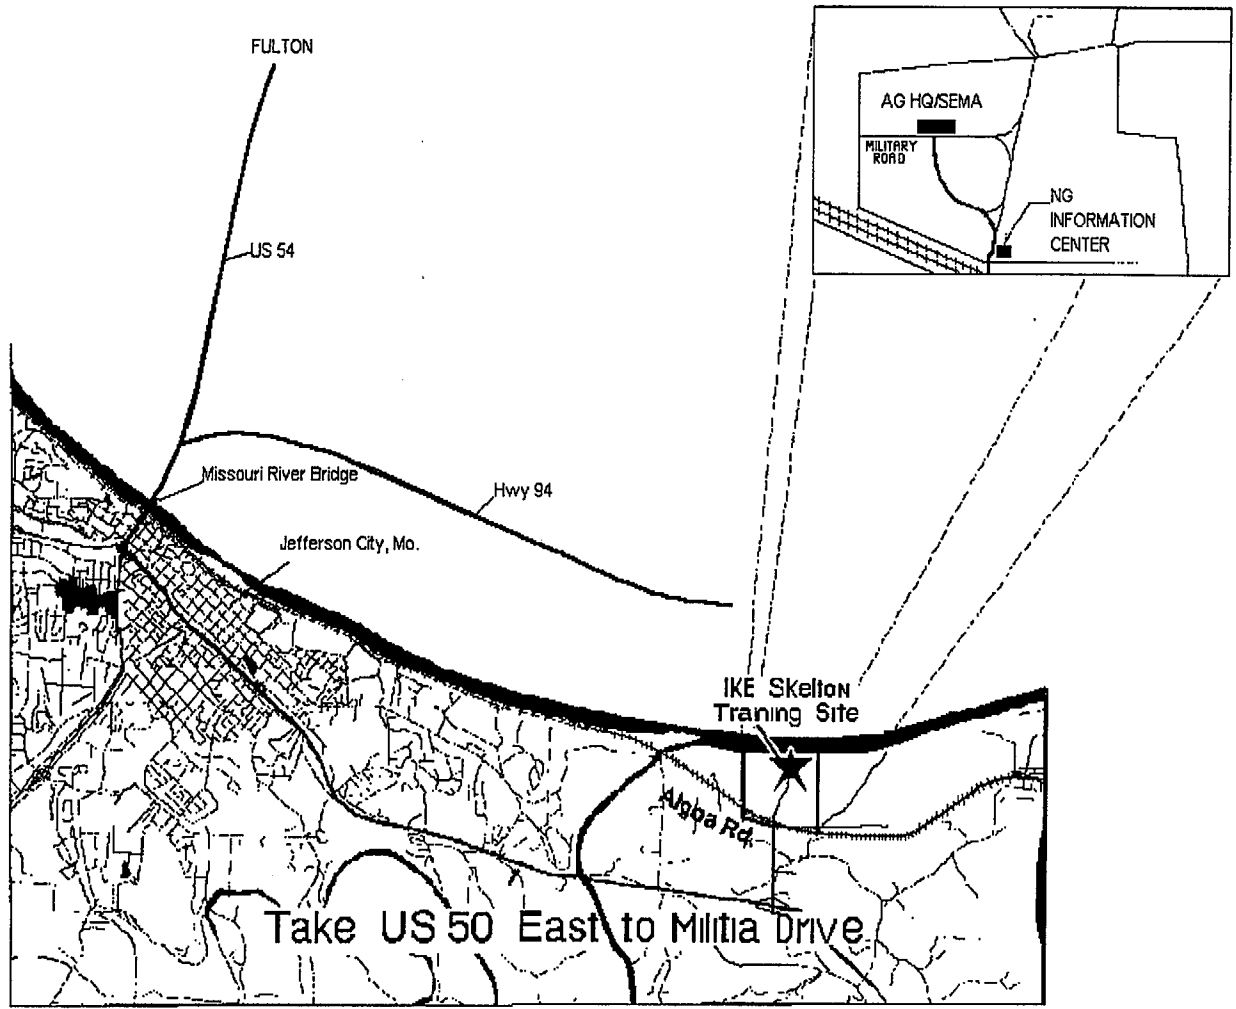 FULTON
AG HQ/SEMA
MILITARY
ROAD
NG
INFORMATION
CENTER
US 54
Missouri River Bridge
Hwy 94
Jefferson City, Mo.
IKE Skelton
Traning Site
Algoa Rd.
Take US 50 East to Militia Drive